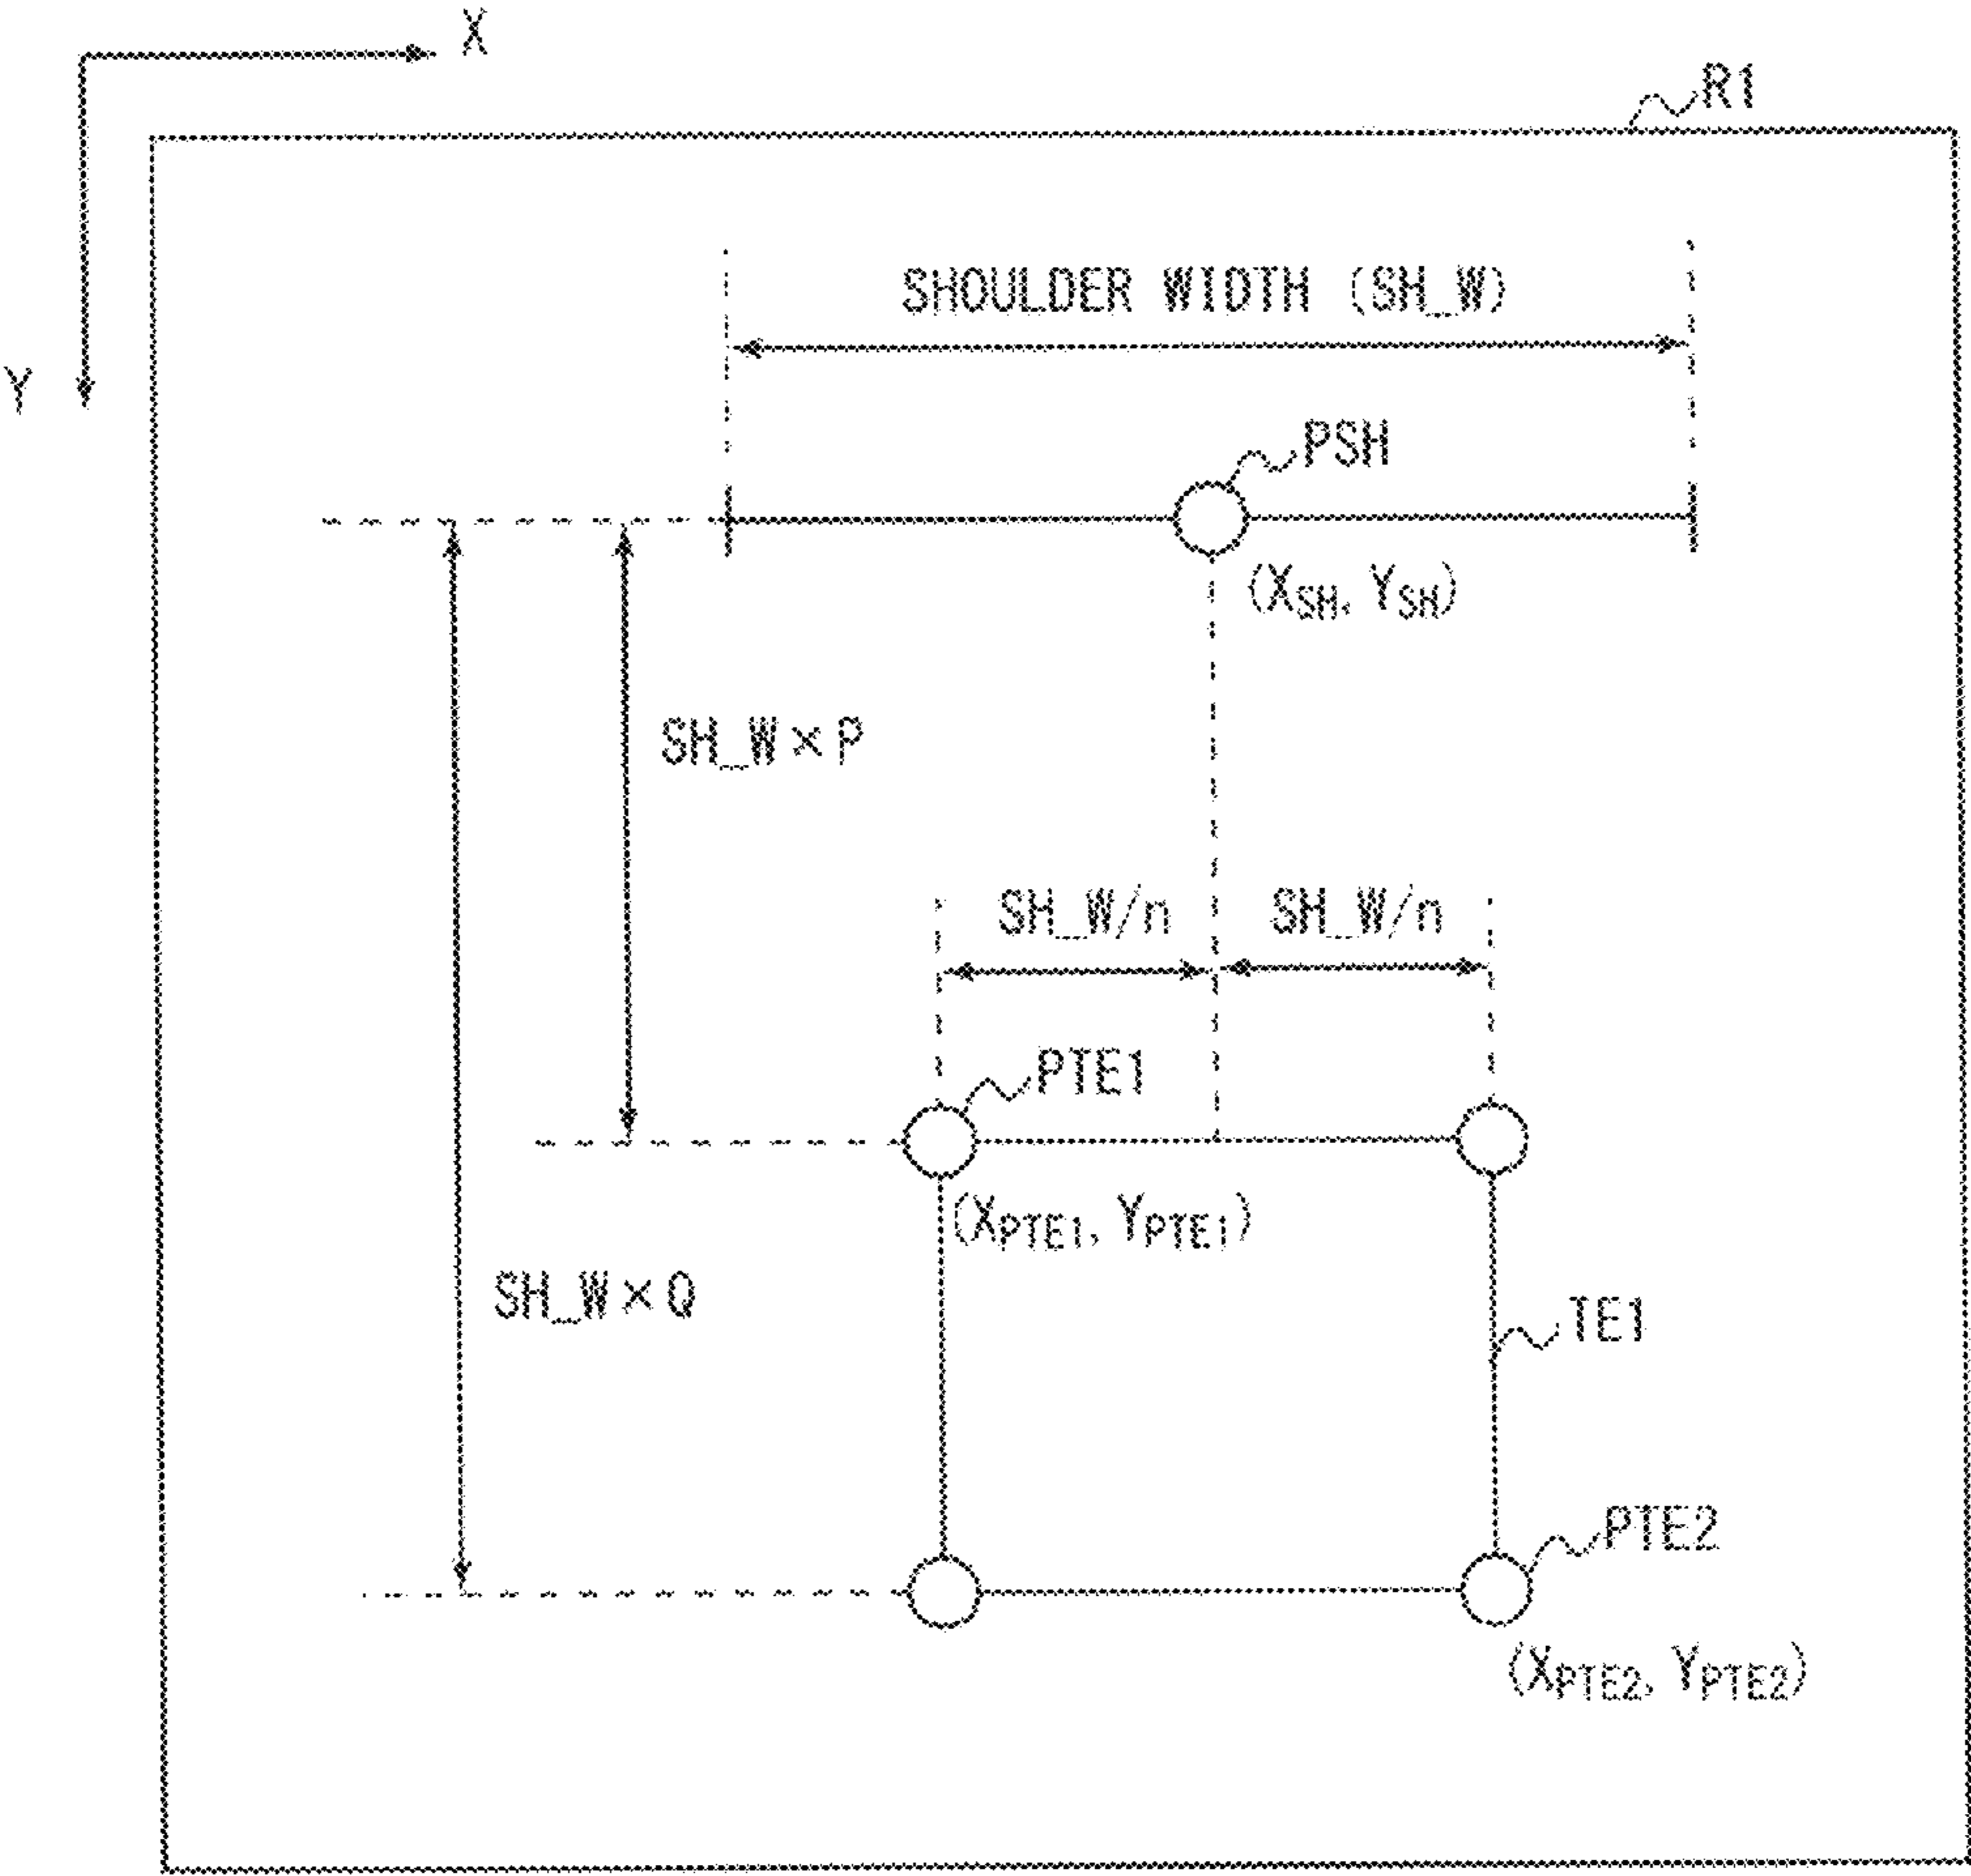 X
R1
Y
SHOULDER WIDTH (SH_W)
PSH
(XSH, YSH)
SH_W×P
SH_W/n SH_W/n
PTE1
(XPTE1, YPTE1)
SH_W×Q
TE1
PTE2
(XPTE2, YPTE2)